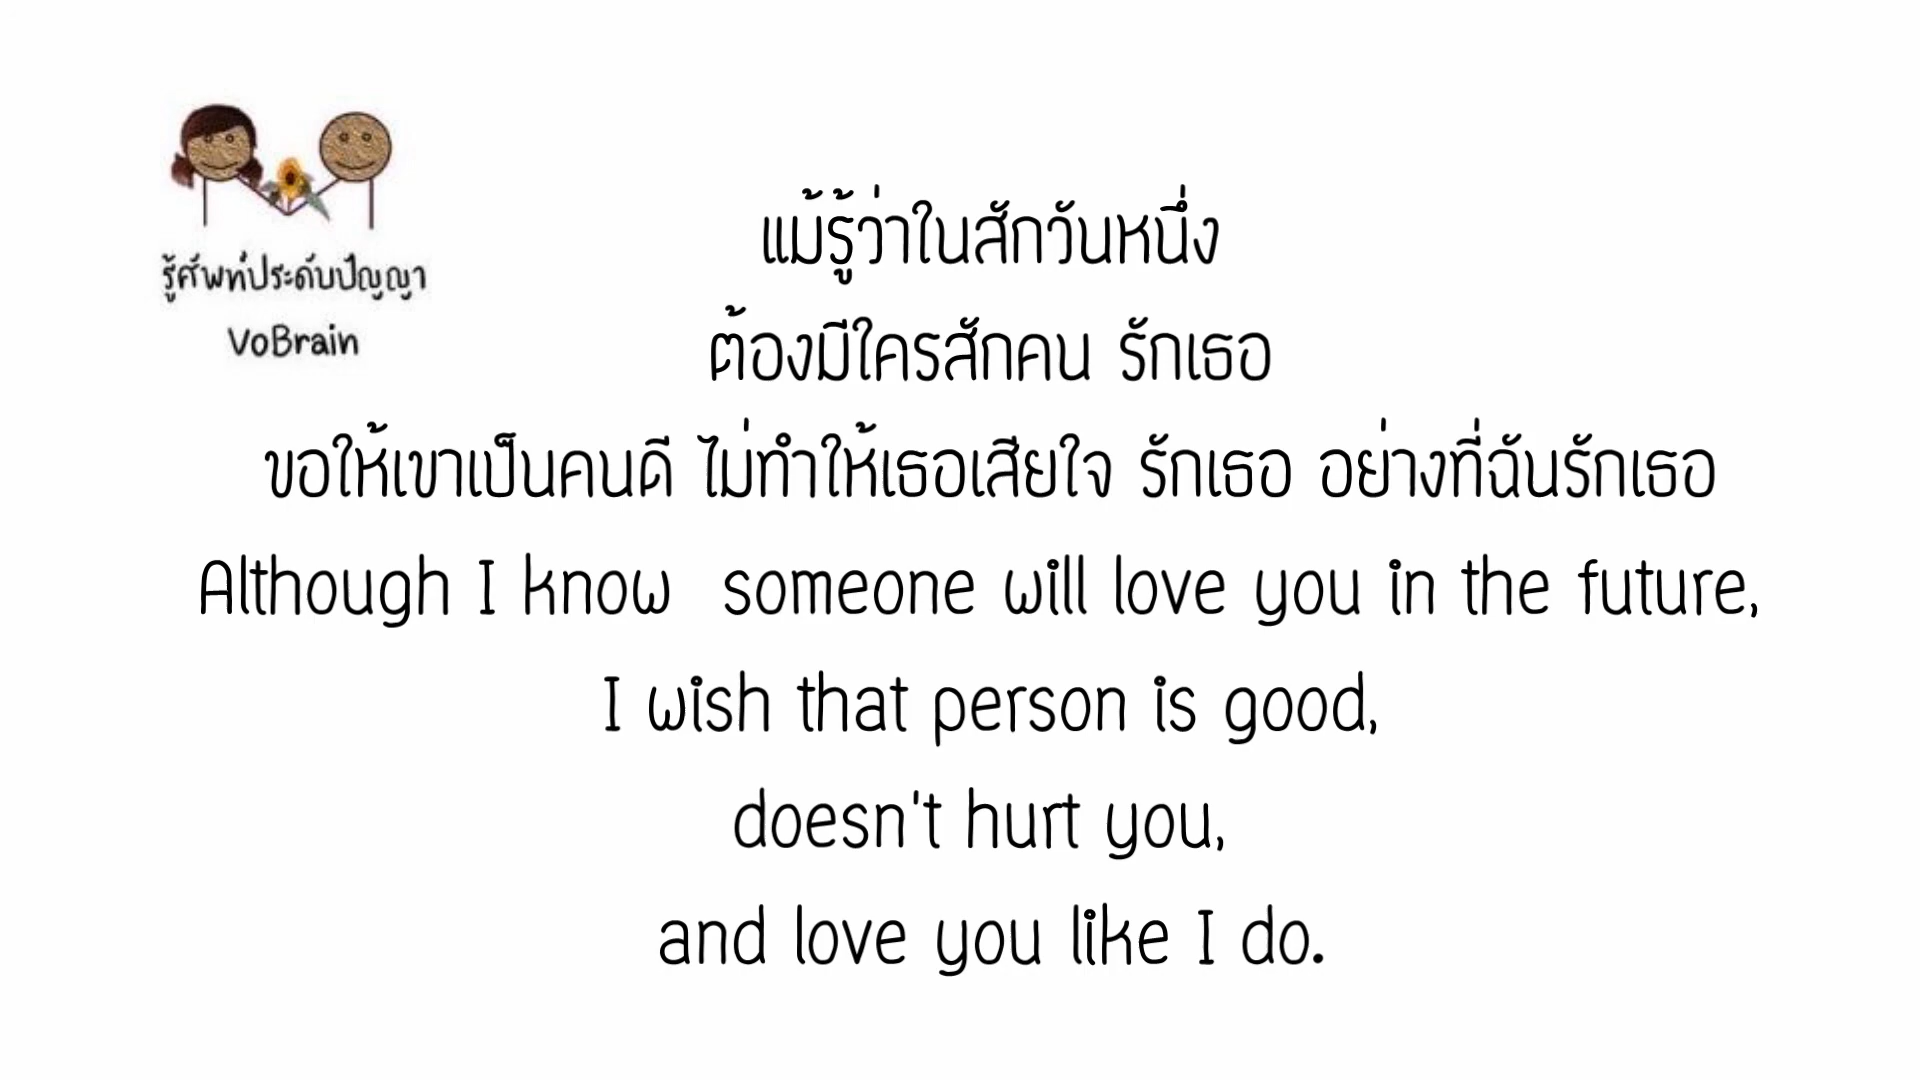 รู้ศัพท์ประดับปัญญา
VoBrain
แม้รู้ว่าในสักวันหนึ่ง
ต้องมีใครสักคน รักเธอ
ขอให้เขาเป็นคนดี ไม่ทำให้เธอเสียใจ รักเธอ อย่างที่ฉันรักเธอ
Although I know someone will love you in the future,
I wish that person is good,
doesn't hurt you,
and love you like I do.